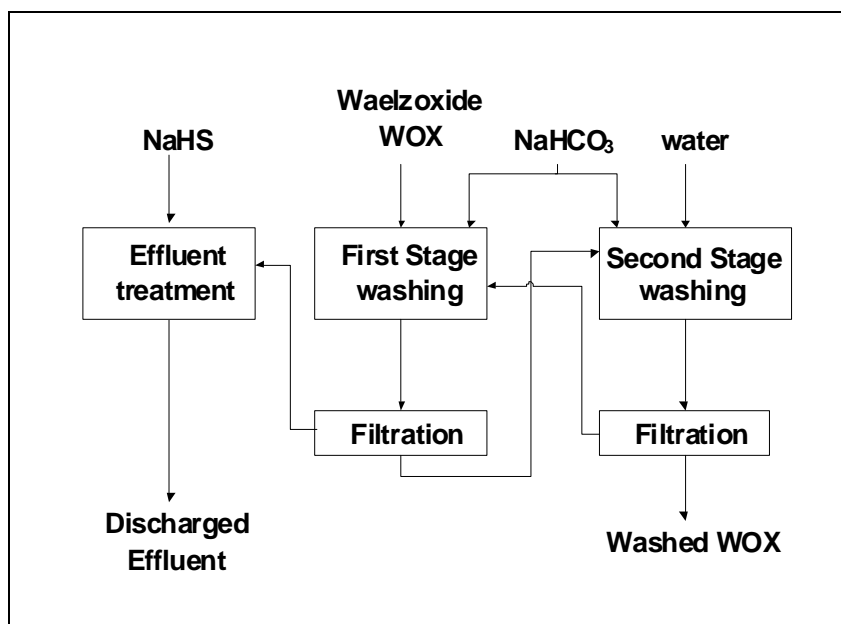 Waelzoxide
WOX
NaHS
NaHCO₃
water
Effluent
treatment
First Stage
washing
Second Stage
washing
Filtration
Filtration
Discharged
Effluent
Washed WOX